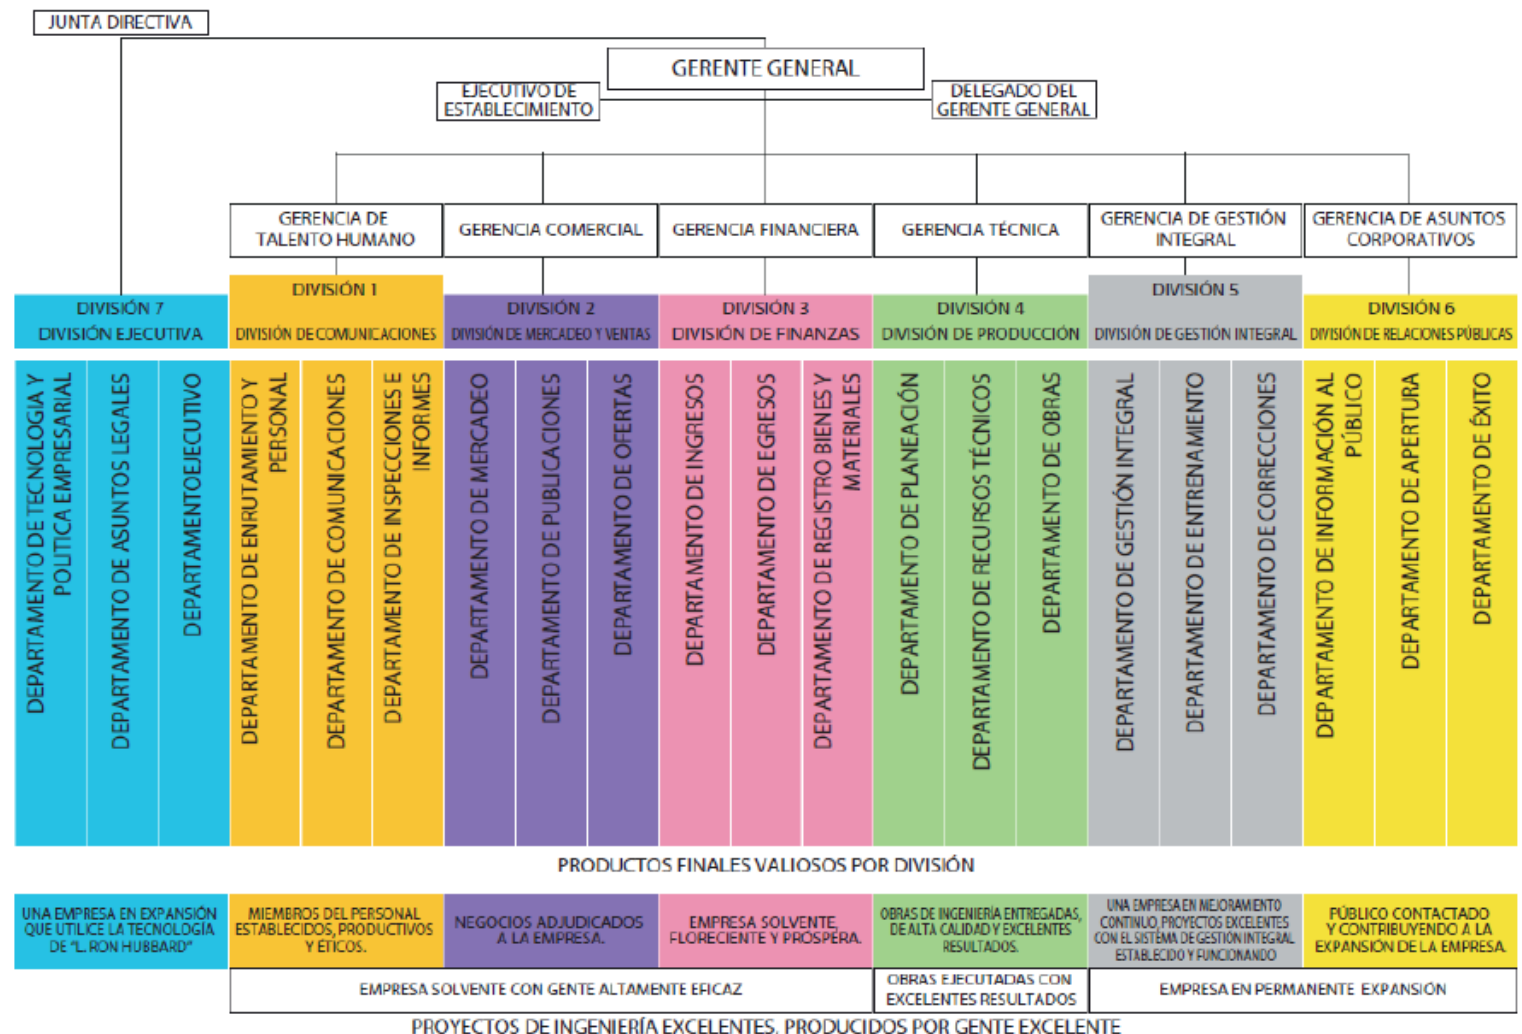 JUNTA DIRECTIVA
GERENTE GENERAL
EJECUTIVO DE
ESTABLECIMIENTO
DELEGADO DEL
GERENTE GENERAL
GERENCIA DE
TALENTO HUMANO
GERENCIA COMERCIAL
GERENCIA FINANCIERA
GERENCIA TÉCNICA
GERENCIA DE GESTIÓN
INTEGRAL
GERENCIA DE ASUNTOS
CORPORATIVOS
DIVISIÓN 7
DIVISIÓN EJECUTIVA
DIVISIÓN 1
DIVISIÓN DE COMUNICACIONES
DIVISIÓN 2
DIVISIÓN DE MERCADEO Y VENTAS
DIVISIÓN 3
DIVISIÓN DE FINANZAS
DIVISIÓN 4
DIVISIÓN DE PRODUCCIÓN
DIVISIÓN 5
DIVISIÓN DE GESTIÓN INTEGRAL
DIVISIÓN 6
DIVISIÓN DE RELACIONES PÚBLICAS
DEPARTAMENTO DE TECNOLOGIA Y
POLITICA EMPRESARIAL
DEPARTAMENTO DE ASUNTOS LEGALES
DEPARTAMENTOEJECUTIVO
DEPARTAMENTO DE ENRUTAMIENTO Y
PERSONAL
DEPARTAMENTO DE COMUNICACIONES
DEPARTAMENTO DE INSPECCIONES E
INFORMES
DEPARTAMENTO DE MERCADEO
DEPARTAMENTO DE PUBLICACIONES
DEPARTAMENTO DE OFERTAS
DEPARTAMENTO DE INGRESOS
DEPARTAMENTO DE EGRESOS
DEPARTAMENTO DE REGISTRO BIENES Y
MATERIALES
DEPARTAMENTO DE PLANEACIÓN
DEPARTAMENTO DE RECURSOS TÉCNICOS
DEPARTAMENTO DE OBRAS
DEPARTAMENTO DE GESTIÓN INTEGRAL
DEPARTAMENTO DE ENTRENAMIENTO
DEPARTAMENTO DE CORRECCIONES
DEPARTAMENTO DE INFORMACIÓN AL
PÚBLICO
DEPARTAMENTO DE APERTURA
DEPARTAMENTO DE ÉXITO
PRODUCTOS FINALES VALIOSOS POR DIVISIÓN
UNA EMPRESA EN EXPANSIÓN
QUE UTILICE LA TECNOLOGÍA
DE "L. RON HUBBARD"
MIEMBROS DEL PERSONAL
ESTABLECIDOS, PRODUCTIVOS
Y ÉTICOS.
NEGOCIOS ADJUDICADOS
A LA EMPRESA.
EMPRESA SOLVENTE,
FLORECIENTE Y PRÓSPERA.
OBRAS DE INGENIERÍA ENTREGADAS,
DE ALTA CALIDAD Y EXCELENTES
RESULTADOS.
UNA EMPRESA EN MEJORAMIENTO
CONTINUO, PROYECTOS EXCELENTES
CON EL SISTEMA DE GESTIÓN INTEGRAL
ESTABLECIDO Y FUNCIONANDO
PÚBLICO CONTACTADO
Y CONTRIBUYENDO A LA
EXPANSIÓN DE LA EMPRESA.
EMPRESA SOLVENTE CON GENTE ALTAMENTE EFICAZ
OBRAS EJECUTADAS CON
EXCELENTES RESULTADOS
EMPRESA EN PERMANENTE EXPANSIÓN
PROYECTOS DE INGENIERÍA EXCELENTES, PRODUCIDOS POR GENTE EXCELENTE